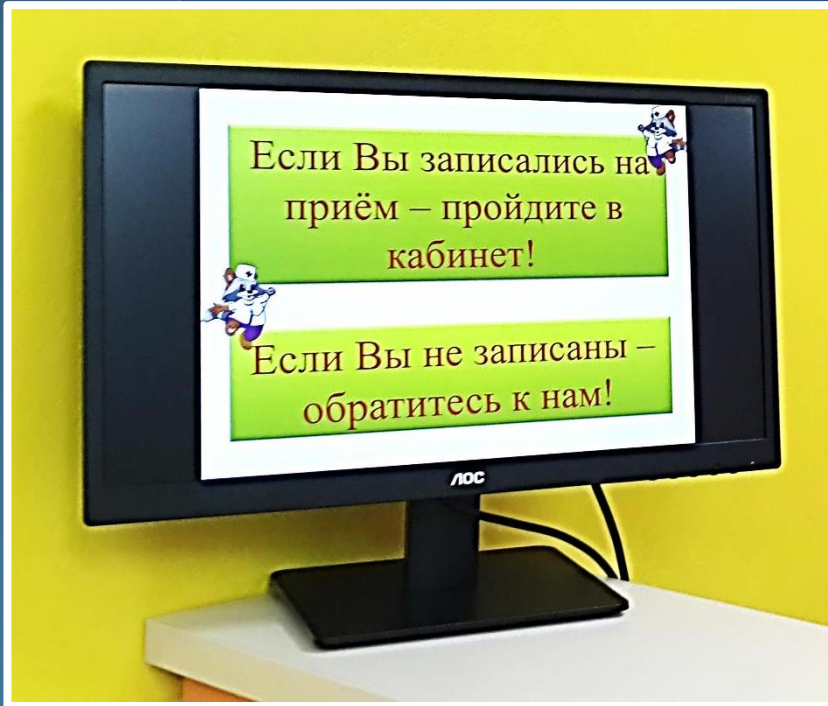 Если Вы записались на
приём – пройдите в
кабинет!
Если Вы не записаны –
обратитесь к нам!
AOC